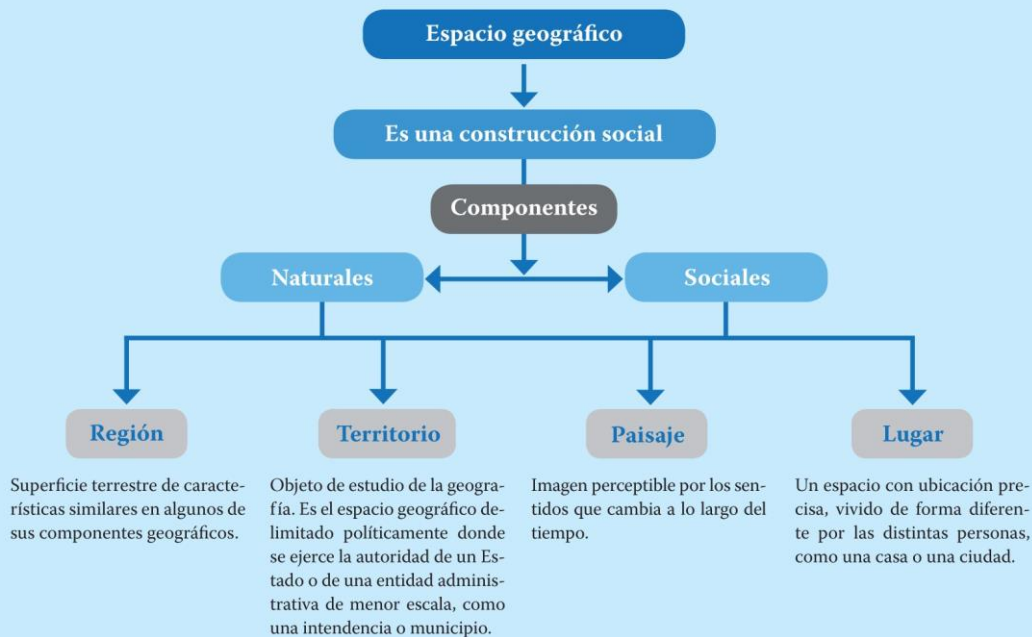 Espacio geográfico
Es una construcción social
Componentes
Naturales
Sociales
Región
Superficie terrestre de caracte-
rísticas similares en algunos de
sus componentes geográficos.
Territorio
Objeto de estudio de la geogra-
fía. Es el espacio geográfico de-
limitado políticamente donde
se ejerce la autoridad de un Es-
tado o de una entidad adminis-
trativa de menor escala, como
una intendencia o municipio.
Paisaje
Imagen perceptible por los sen-
tidos que cambia a lo largo del
tiempo.
Lugar
Un espacio con ubicación pre-
cisa, vivido de forma diferen-
te por las distintas personas,
como una casa o una ciudad.